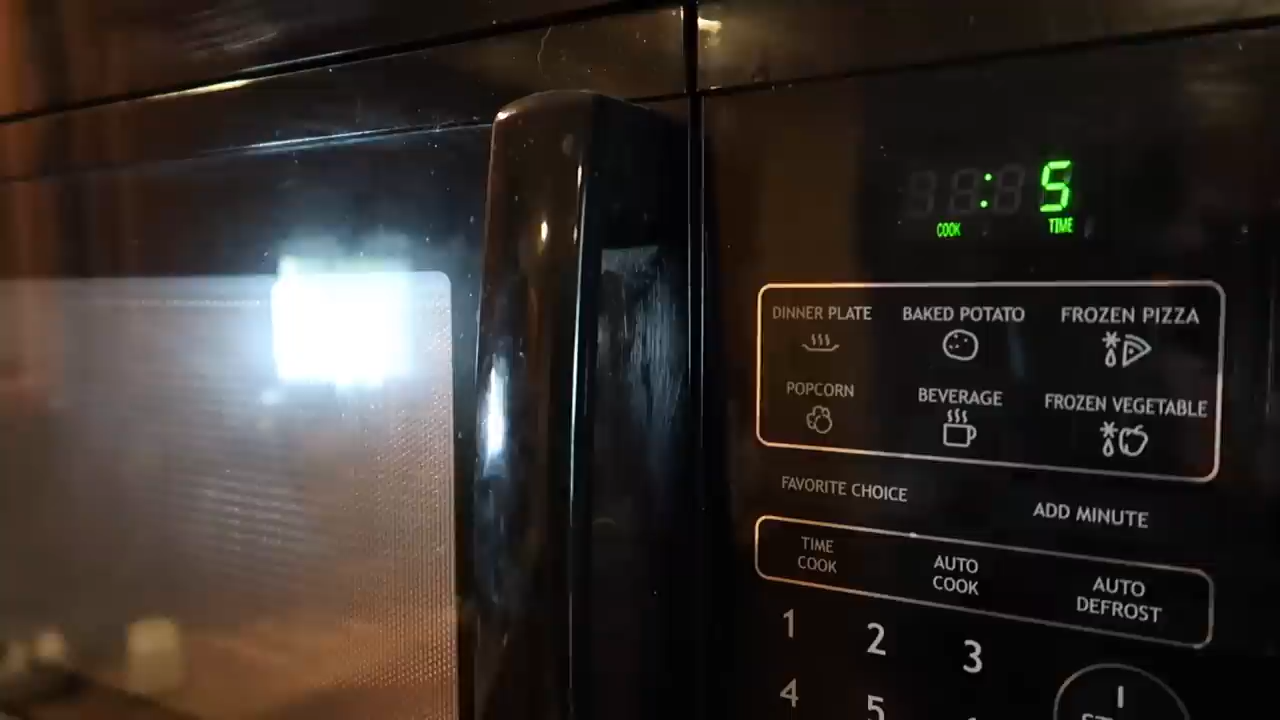 : 5
COOK TIME
DINNER PLATE BAKED POTATO FROZEN PIZZA
POPCORN BEVERAGE FROZEN VEGETABLE
FAVORITE CHOICE ADD MINUTE
TIME COOK AUTO COOK AUTO DEFROST
1 2 3
4 5